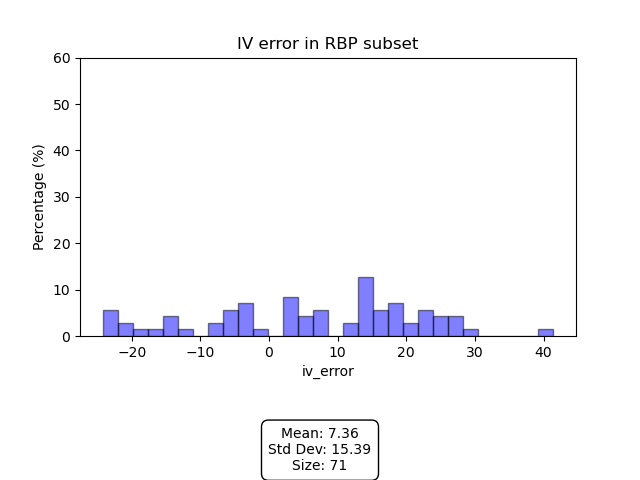 IV error in RBP subset
Percentage (%)
60
50
40
30
20
10
0
−20 −10 0 10 20 30 40
iv_error
Mean: 7.36
Std Dev: 15.39
Size: 71